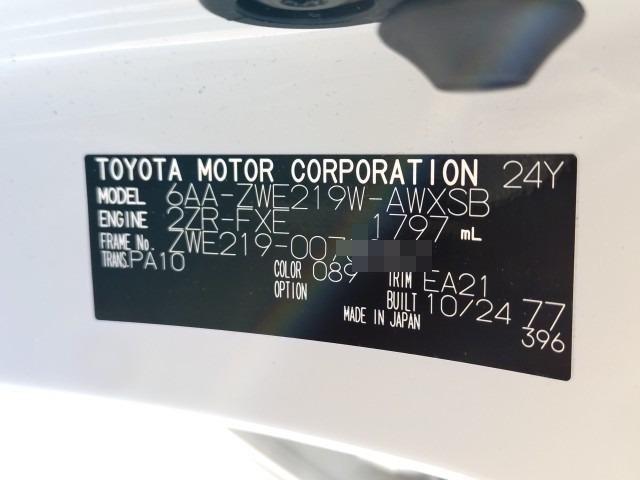 TOYOTA MOTOR CORPORATION 24Y
MODEL 6AA-ZWE219W-AWXSB
ENGINE 2ZR-FXE 1797 mL
FRAME No. ZWE219-007
TRANS. PA10 COLOR 089 TRIM EA21
OPTION BUILT 10/24 77
MADE IN JAPAN 396